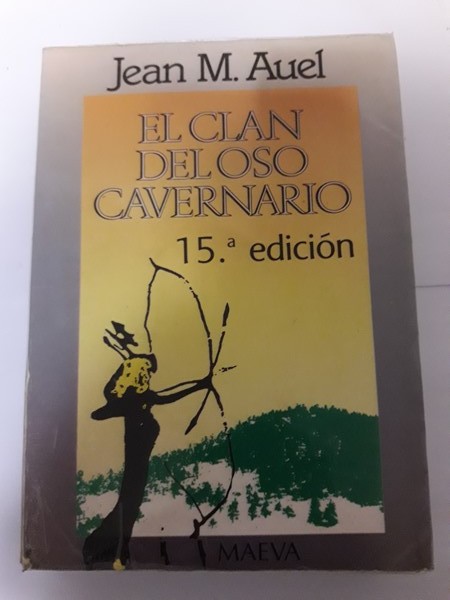 Jean M. Auel
EL CLAN
DEL OSO
CAVERNARIO
15.ª edición
MAEVA